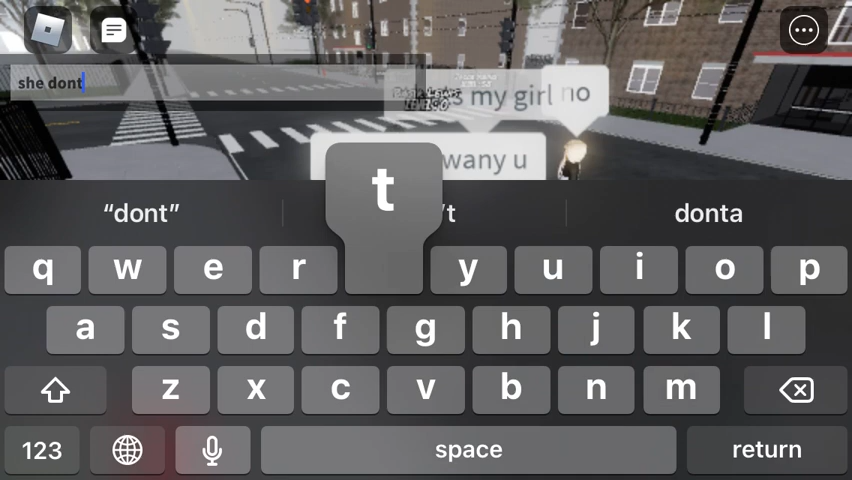 she dont
my girl no
wany u
t
“dont” 't donta
q w e r y u i o p
a s d f g h j k l
z x c v b n m
123 space return